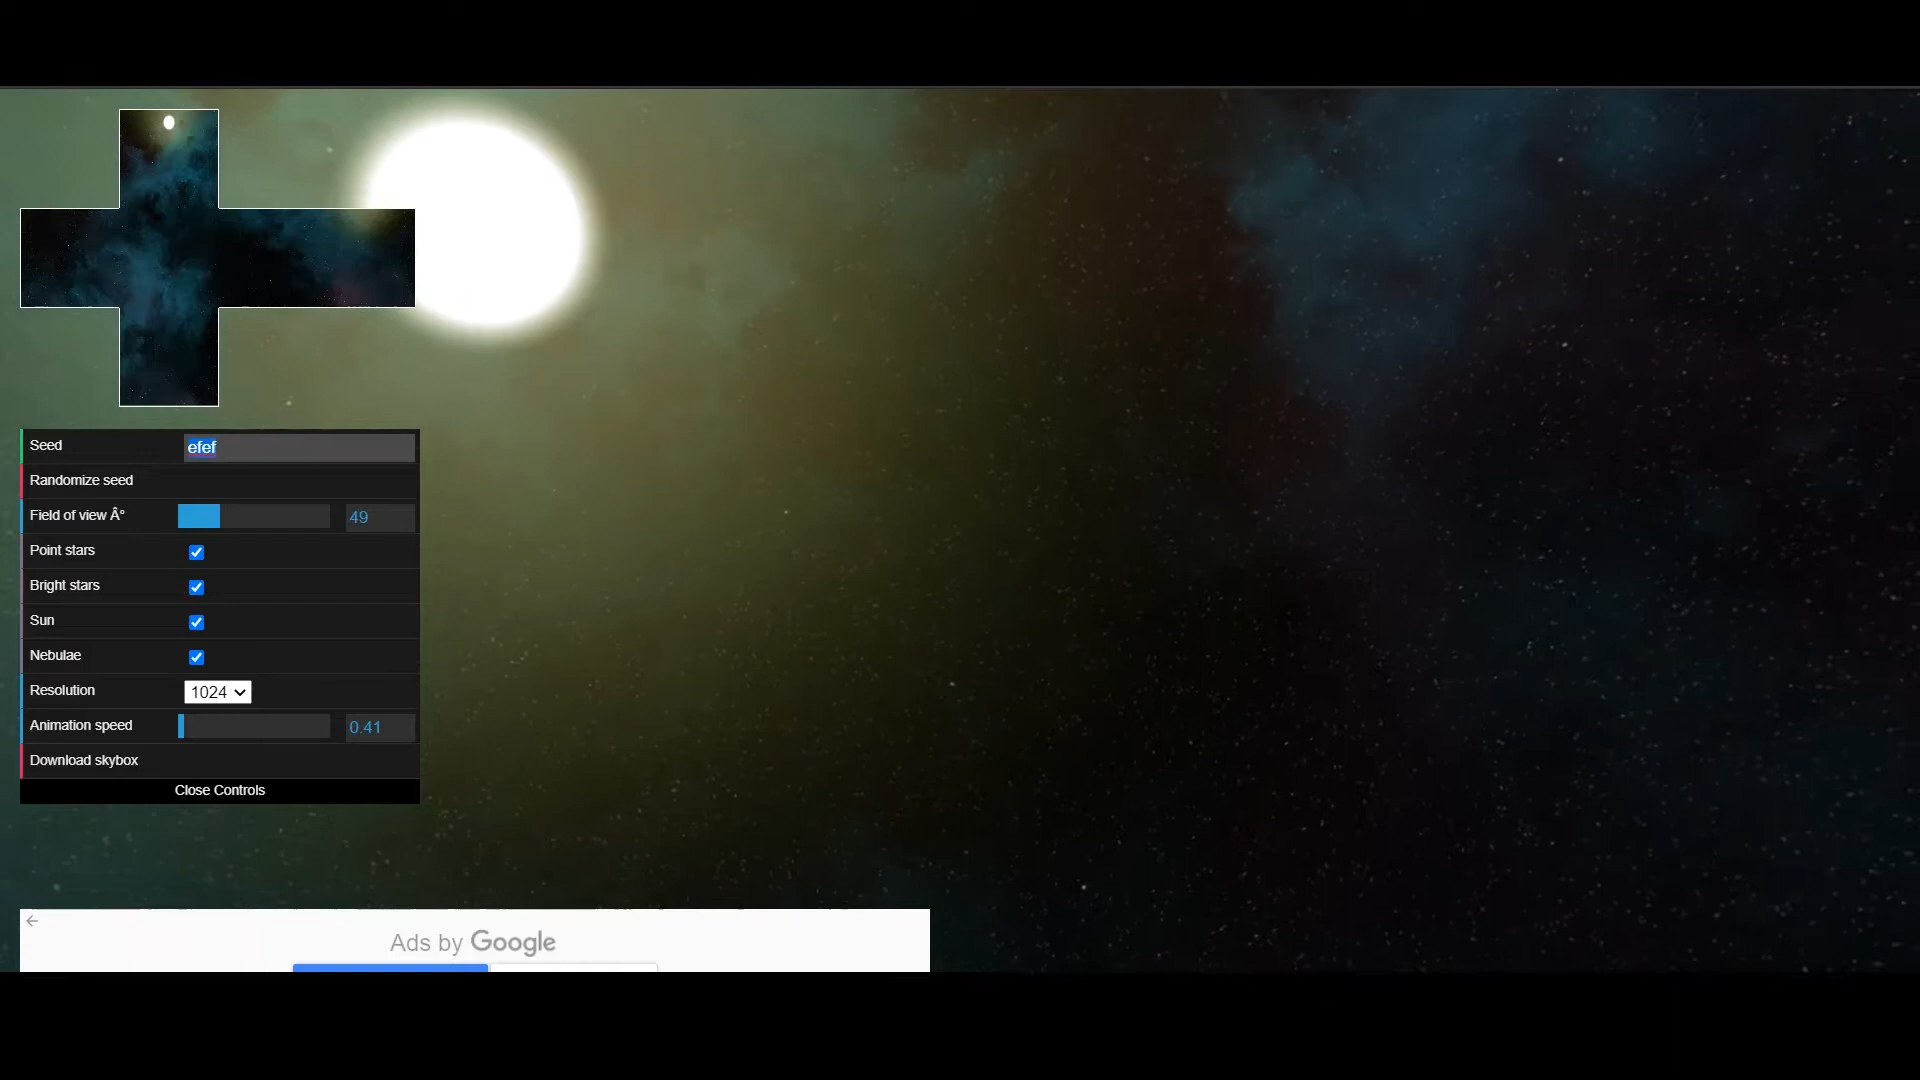 Seed efef
Randomize seed
Field of view Â° 49
Point stars
Bright stars
Sun
Nebulae
Resolution 1024
Animation speed 0.41
Download skybox
Close Controls
Ads by Google